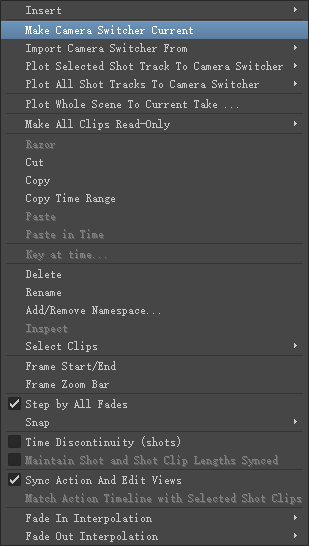 Insert
Make Camera Switcher Current
Import Camera Switcher From
Plot Selected Shot Track To Camera Switcher
Plot All Shot Tracks To Camera Switcher
Plot Whole Scene To Current Take ...
Make All Clips Read-Only
Razor
Cut
Copy
Copy Time Range
Paste
Paste in Time
Key at time...
Delete
Rename
Add/Remove Namespace...
Inspect
Select Clips
Frame Start/End
Frame Zoom Bar
Step by All Fades
Snap
Time Discontinuity (shots)
Maintain Shot and Shot Clip Lengths Synced
Sync Action And Edit Views
Match Action Timeline with Selected Shot Clips
Fade In Interpolation
Fade Out Interpolation